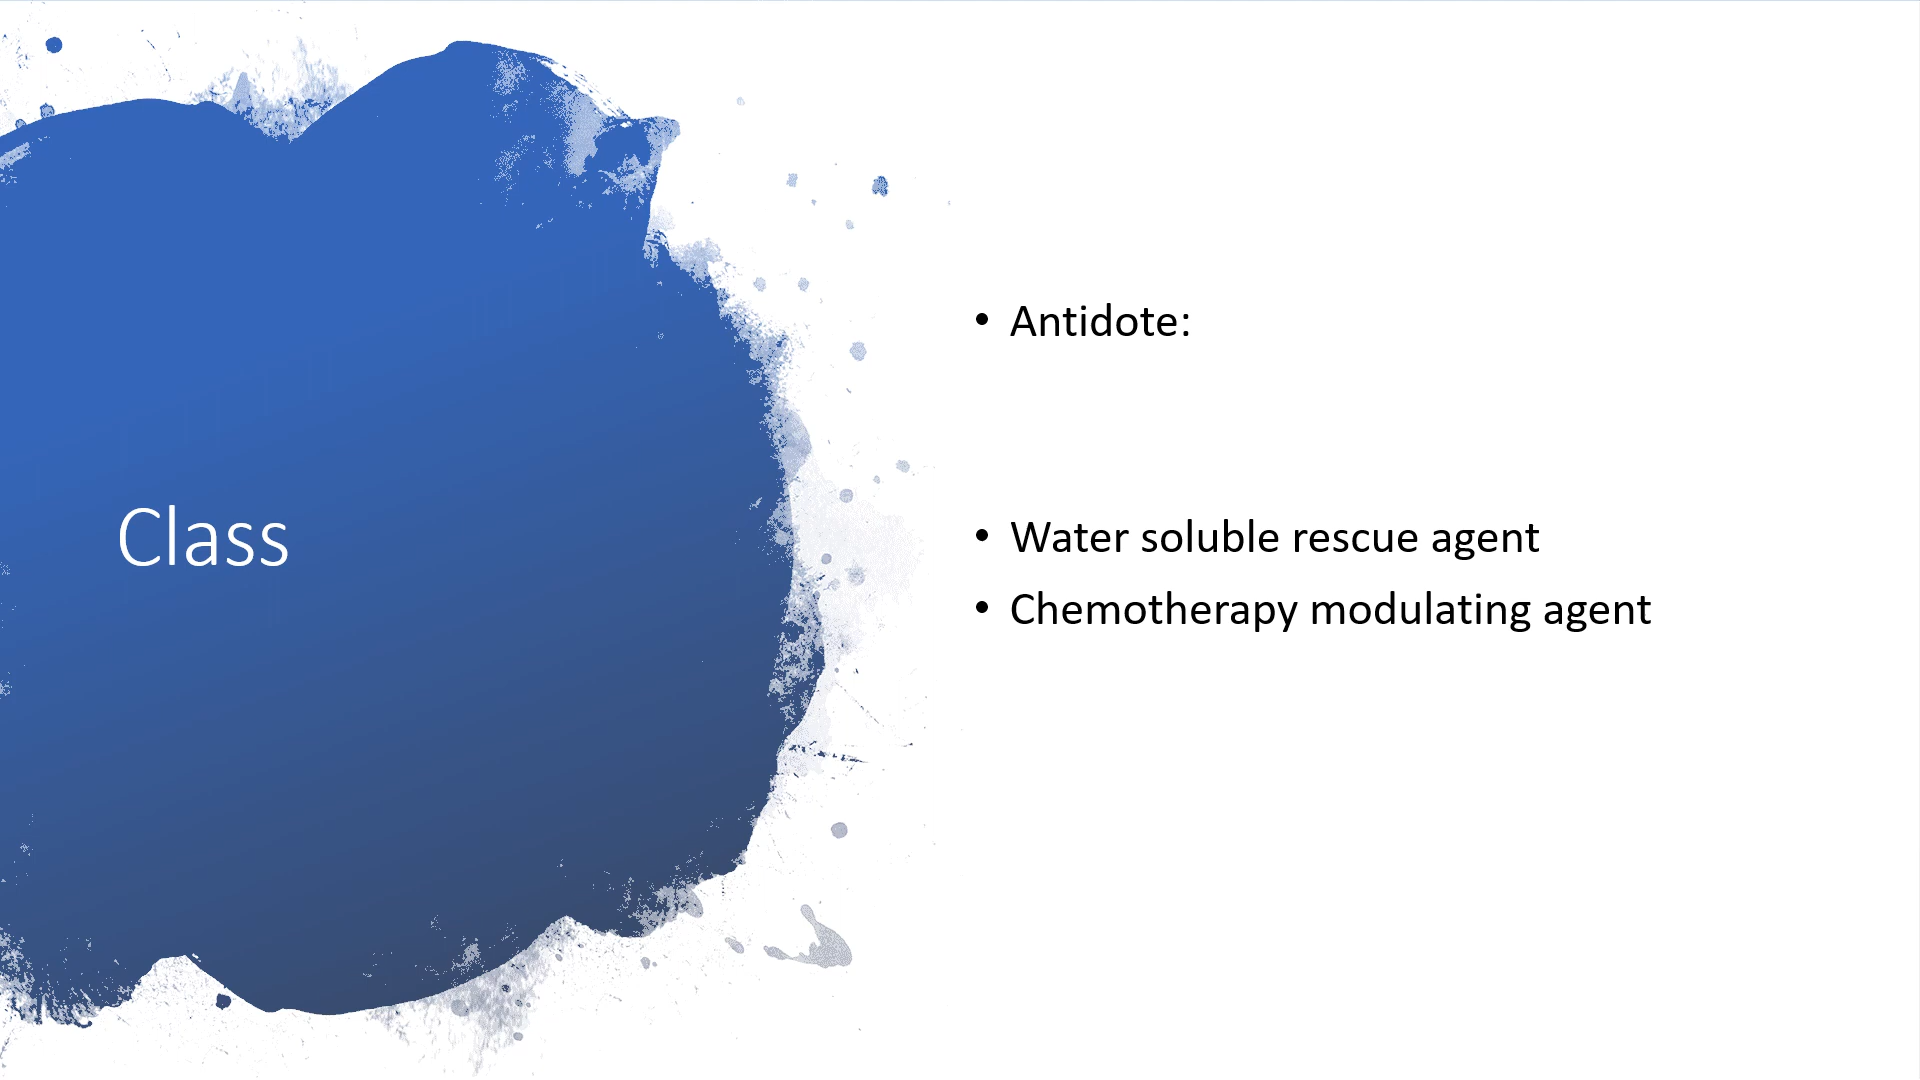 Class
• Antidote:
• Water soluble rescue agent
• Chemotherapy modulating agent